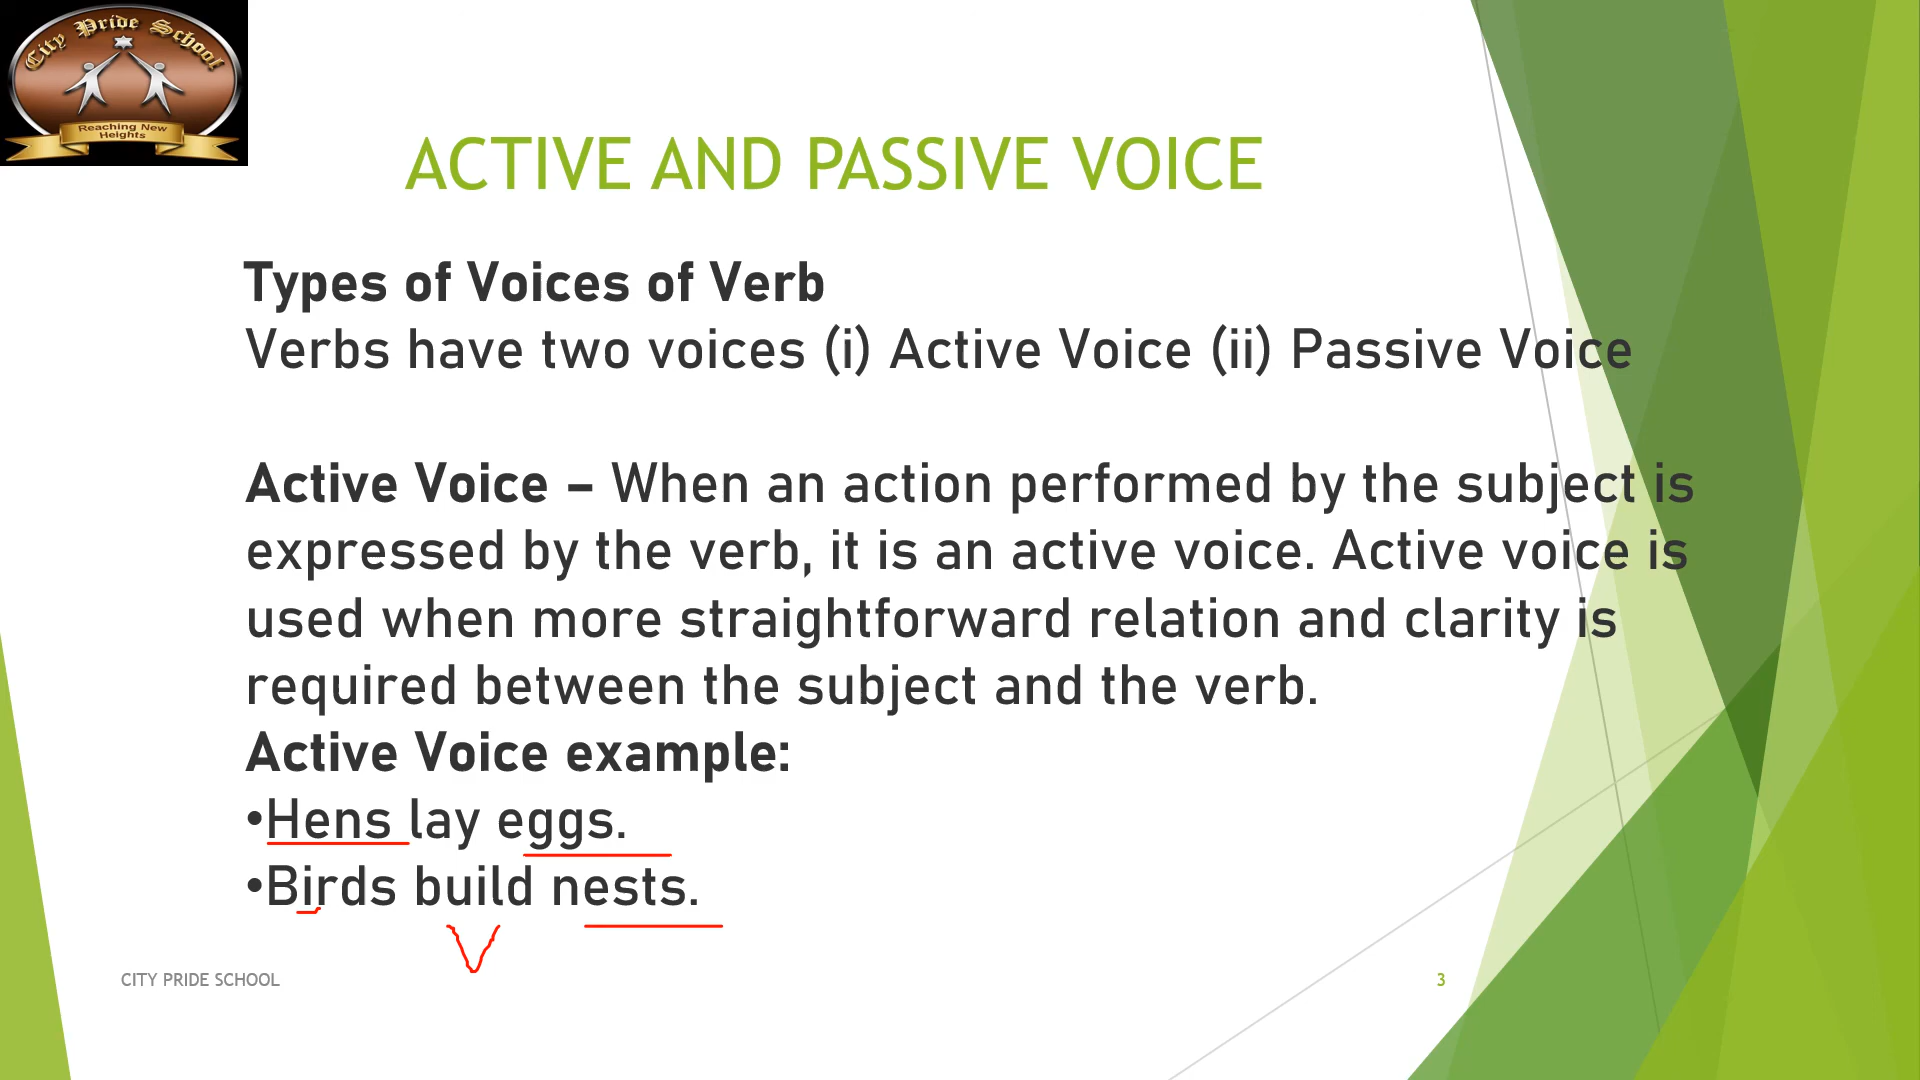 City Pride School
Reaching New
Heights
ACTIVE AND PASSIVE VOICE
Types of Voices of Verb
Verbs have two voices (i) Active Voice (ii) Passive Voice
Active Voice – When an action performed by the subject is
expressed by the verb, it is an active voice. Active voice is
used when more straightforward relation and clarity is
required between the subject and the verb.
Active Voice example:
•Hens lay eggs.
•Birds build nests.
V
CITY PRIDE SCHOOL
3